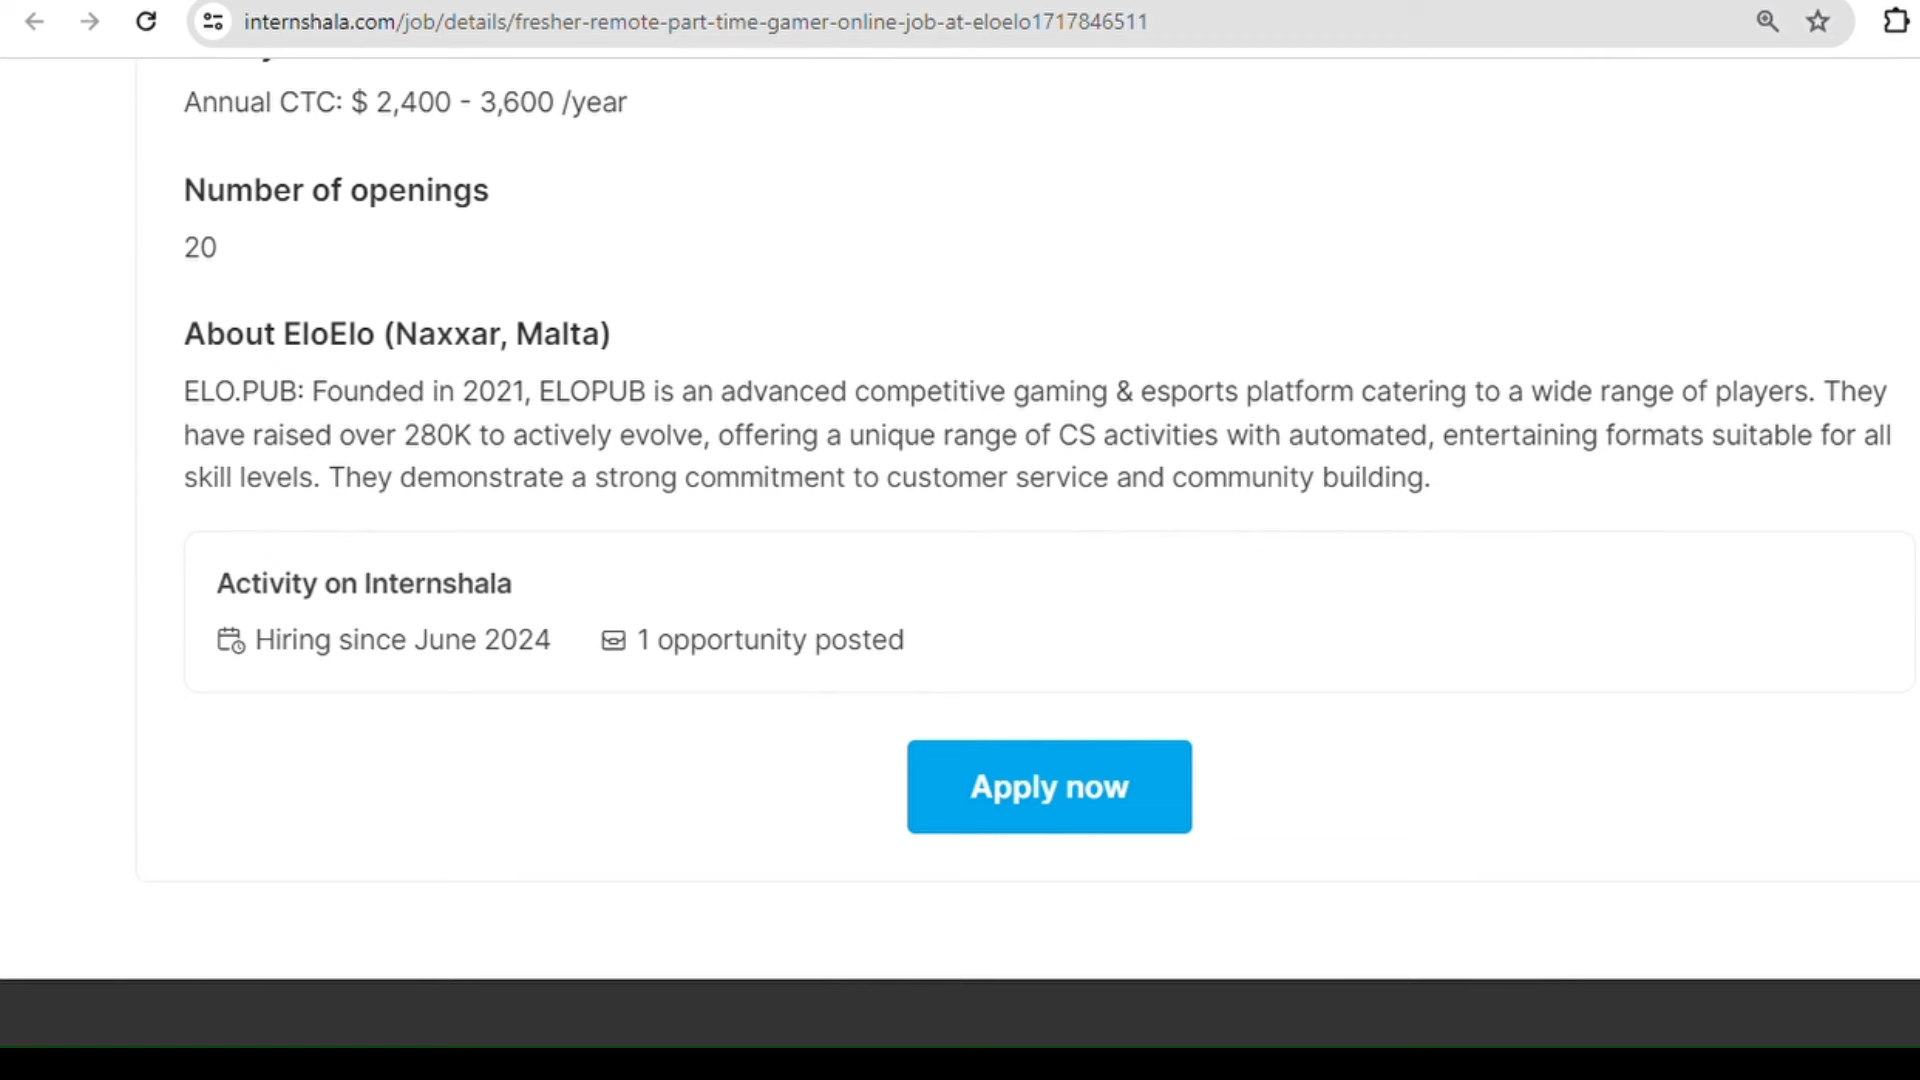 internshala.com/job/details/fresher-remote-part-time-gamer-online-job-at-eloelo1717846511
Annual CTC: $ 2,400 - 3,600 /year
Number of openings
20
About EloElo (Naxxar, Malta)
ELO.PUB: Founded in 2021, ELOPUB is an advanced competitive gaming & esports platform catering to a wide range of players. They
have raised over 280K to actively evolve, offering a unique range of CS activities with automated, entertaining formats suitable for all
skill levels. They demonstrate a strong commitment to customer service and community building.
Activity on Internshala
Hiring since June 2024 1 opportunity posted
Apply now